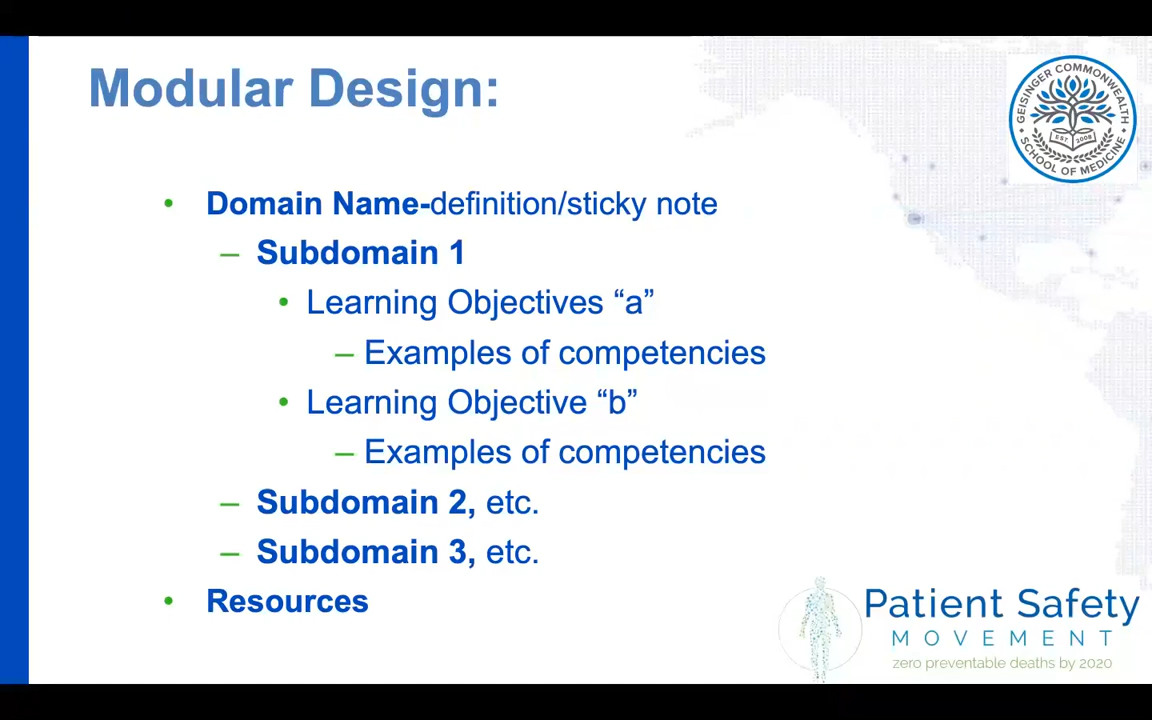 Modular Design:
GEISINGER COMMONWEALTH
SCHOOL OF MEDICINE
EST. 2008
• Domain Name-definition/sticky note
– Subdomain 1
• Learning Objectives “a”
– Examples of competencies
• Learning Objective “b”
– Examples of competencies
– Subdomain 2, etc.
– Subdomain 3, etc.
• Resources
Patient Safety
MOVEMENT
zero preventable deaths by 2020